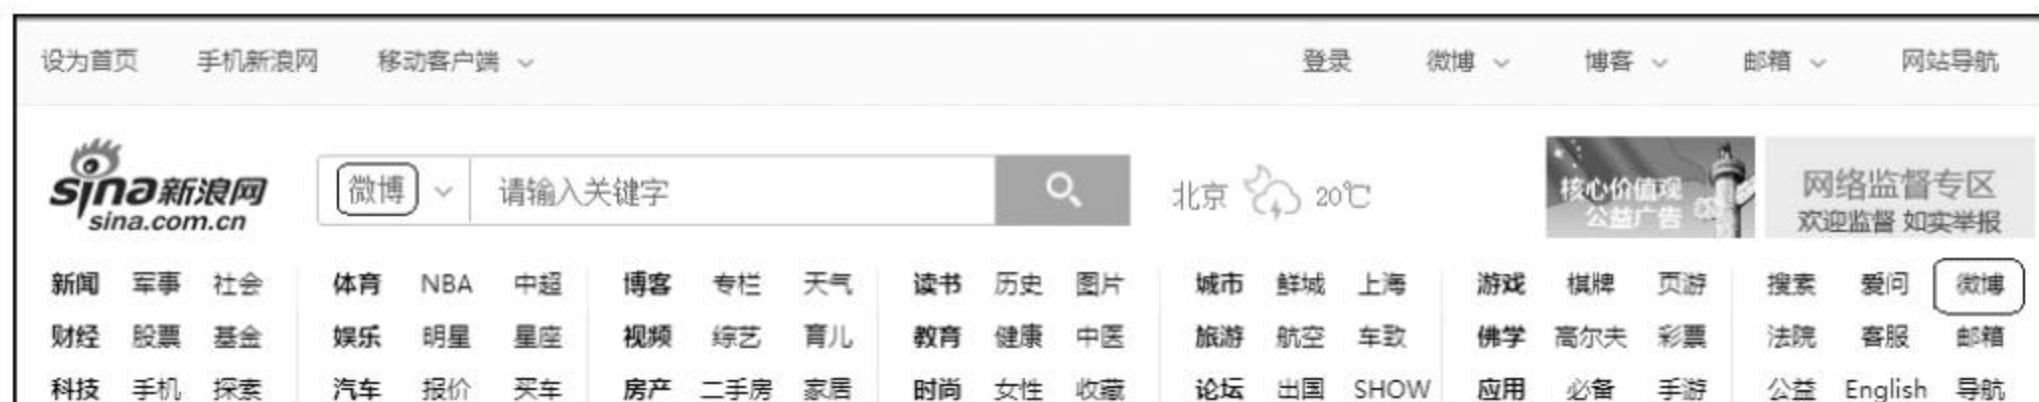 设为首页 手机新浪网 移动客户端 登录 微博 博客 邮箱 网站导航
sina新浪网
sina.com.cn
微博 请输入关键字
北京 20℃
核心价值观
公益广告
网络监督专区
欢迎监督 如实举报
新闻 军事 社会 体育 NBA 中超 博客 专栏 天气 读书 历史 图片 城市 鲜城 上海 游戏 棋牌 页游 搜索 爱问 微博
财经 股票 基金 娱乐 明星 星座 视频 综艺 育儿 教育 健康 中医 旅游 航空 车致 佛学 高尔夫 彩票 法院 客服 邮箱
科技 手机 探索 汽车 报价 买车 房产 二手房 家居 时尚 女性 收藏 论坛 出国 SHOW 应用 必备 手游 公益 English 导航